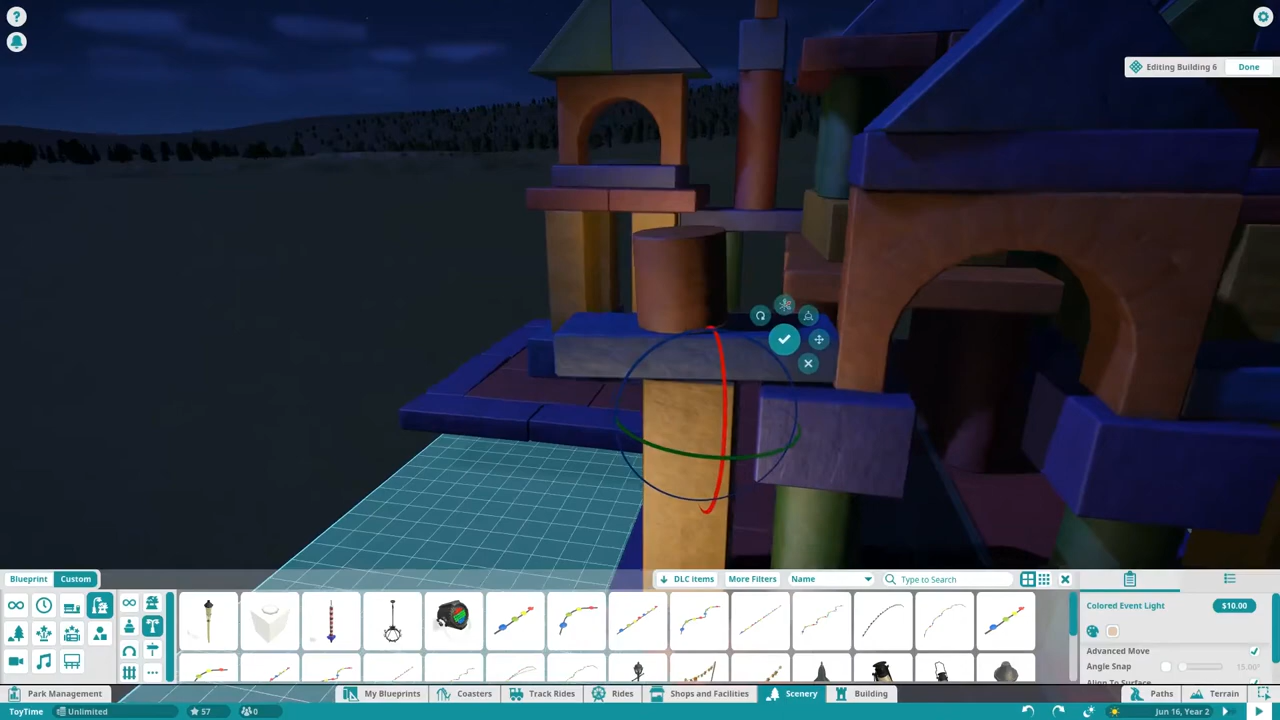 ?
Editing Building 6
Done
Blueprint
Custom
DLC items
More Filters
Name
Type to Search
Colored Event Light
$10.00
Advanced Move
Angle Snap
15.00°
Park Management
My Blueprints
Coasters
Track Rides
Rides
Shops and Facilities
Scenery
Building
Paths
Terrain
ToyTime
Unlimited
57
0
Jun 16, Year 2